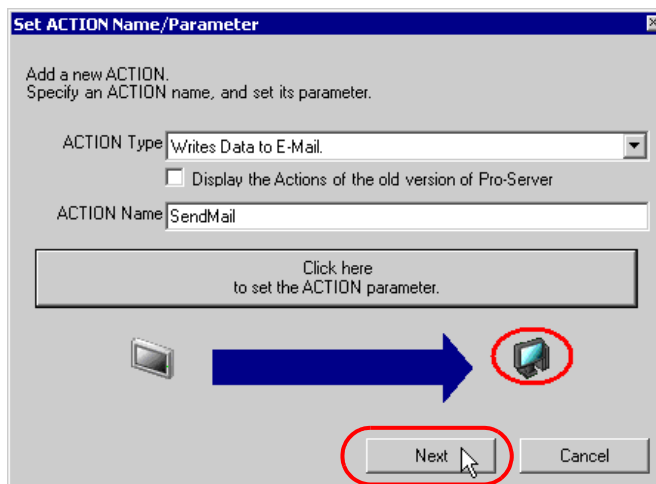 Set ACTION Name/Parameter
Add a new ACTION.
Specify an ACTION name, and set its parameter.
ACTION Type Writes Data to E-Mail.
Display the Actions of the old version of Pro-Server
ACTION Name SendMail
Click here
to set the ACTION parameter.
Next Cancel